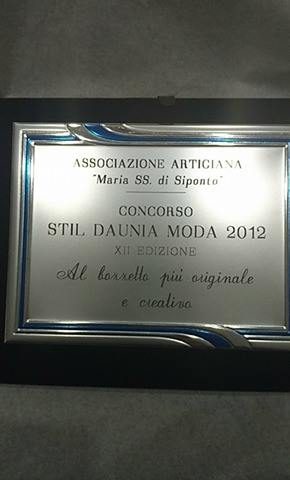 ASSOCIAZIONE ARTIGIANA
"Maria SS. di Siponto"
CONCORSO
STIL DAUNIA MODA 2012
XII EDIZIONE
Al bozzetto più originale
e creativo